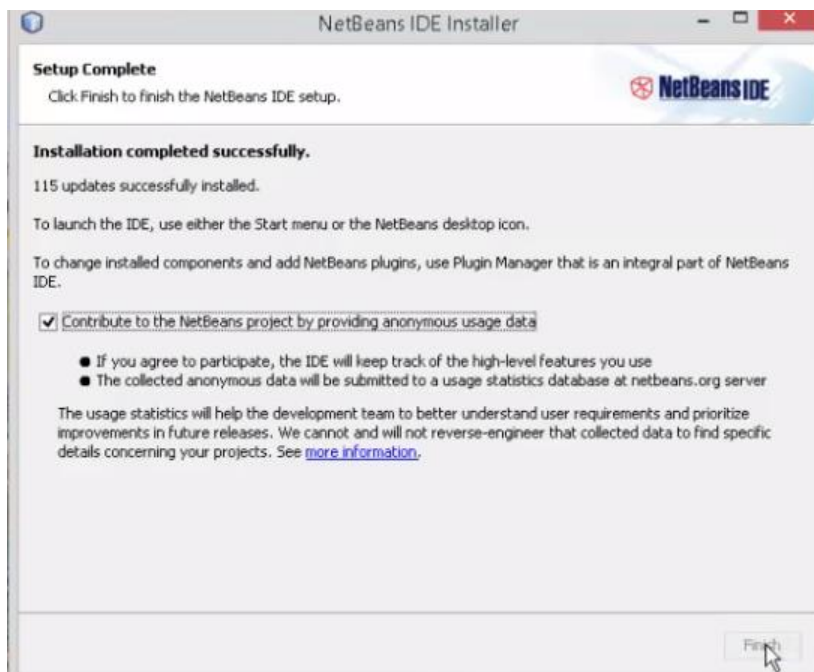 NetBeans IDE Installer
Setup Complete
Click Finish to finish the NetBeans IDE setup.
NetBeans IDE
Installation completed successfully.
115 updates successfully installed.
To launch the IDE, use either the Start menu or the NetBeans desktop icon.
To change installed components and add NetBeans plugins, use Plugin Manager that is an integral part of NetBeans
IDE.
Contribute to the NetBeans project by providing anonymous usage data
If you agree to participate, the IDE will keep track of the high-level features you use
The collected anonymous data will be submitted to a usage statistics database at netbeans.org server
The usage statistics will help the development team to better understand user requirements and prioritize
improvements in future releases. We cannot and will not reverse-engineer that collected data to find specific
details concerning your projects. See more information.
Finish